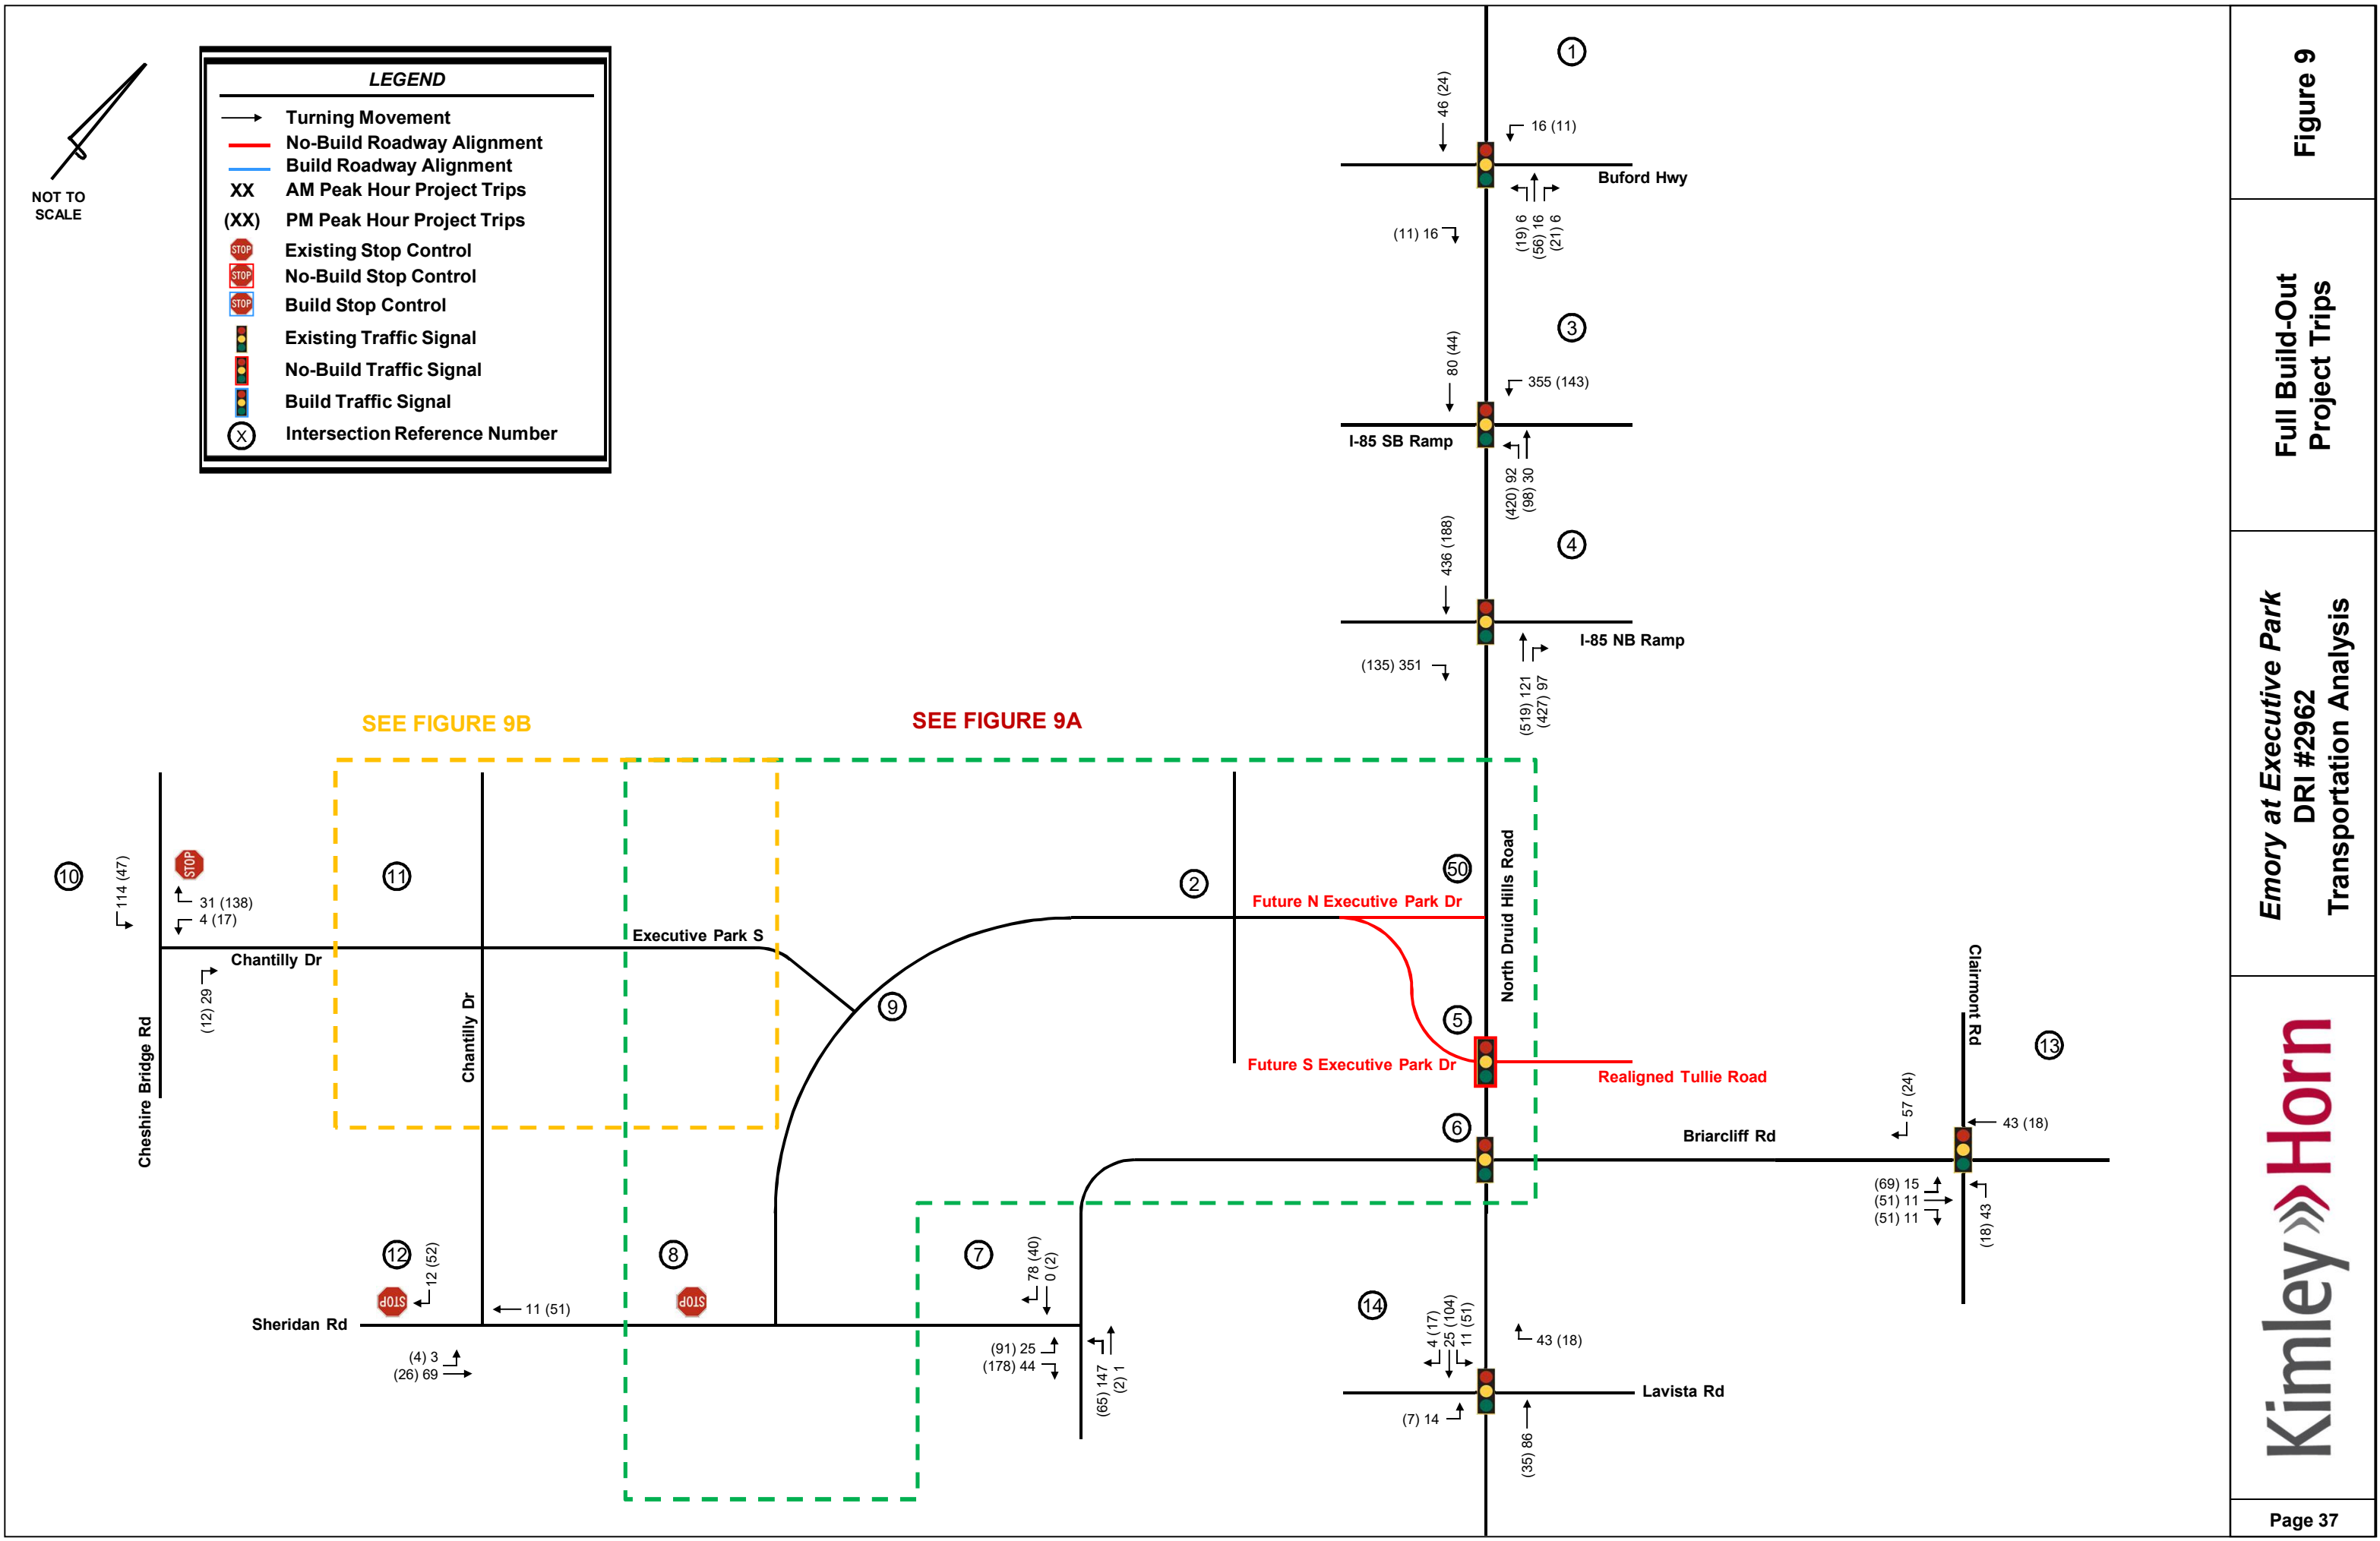 NOT TO
SCALE
LEGEND
Turning Movement
No-Build Roadway Alignment
Build Roadway Alignment
XX AM Peak Hour Project Trips
(XX) PM Peak Hour Project Trips
STOP Existing Stop Control
STOP No-Build Stop Control
STOP Build Stop Control
Existing Traffic Signal
No-Build Traffic Signal
Build Traffic Signal
X Intersection Reference Number
1
46 (24)
16 (11)
Buford Hwy
(11) 16
(19) 6
(56) 16
(21) 6
3
80 (44)
355 (143)
I-85 SB Ramp
(420) 92
(98) 30
4
436 (188)
I-85 NB Ramp
(135) 351
(519) 121
(427) 97
SEE FIGURE 9B
SEE FIGURE 9A
10
114 (47)
STOP
31 (138)
4 (17)
Chantilly Dr
(12) 29
Cheshire Bridge Rd
11
Chantilly Dr
Executive Park S
9
2
50
Future N Executive Park Dr
North Druid Hills Road
5
Future S Executive Park Dr
Realigned Tullie Road
6
Briarcliff Rd
Clairmont Rd
13
57 (24)
43 (18)
(69) 15
(51) 11
(51) 11
(18) 43
12
STOP
12 (52)
11 (51)
Sheridan Rd
(4) 3
(26) 69
8
STOP
7
78 (40)
0 (2)
(91) 25
(178) 44
(65) 147
(2) 1
14
4 (17)
25 (104)
11 (51)
43 (18)
Lavista Rd
(7) 14
(35) 86
Figure 9
Full Build-Out
Project Trips
Emory at Executive Park
DRI #2962
Transportation Analysis
Kimley»Horn
Page 37